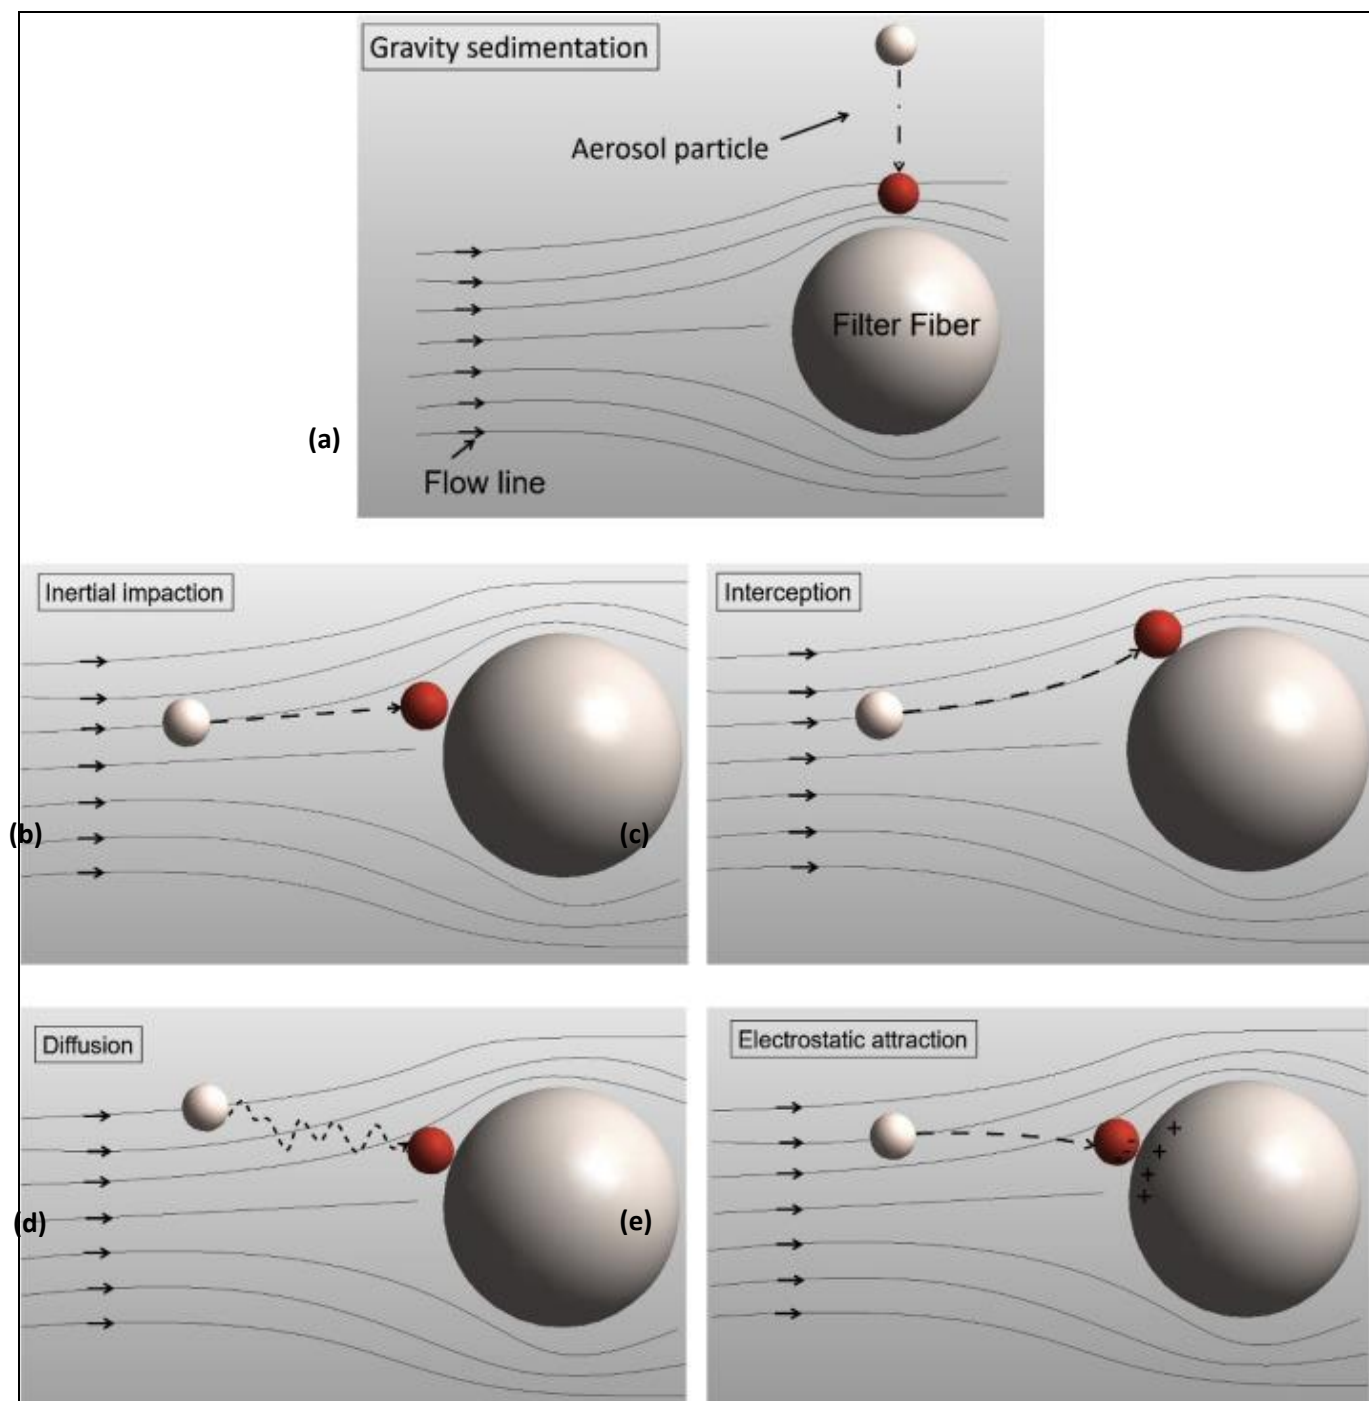 Gravity sedimentation
Aerosol particle
Filter Fiber
(a)
Flow line
Inertial impaction
Interception
(b)
(c)
Diffusion
Electrostatic attraction
(d)
(e)
- -
+ + + +